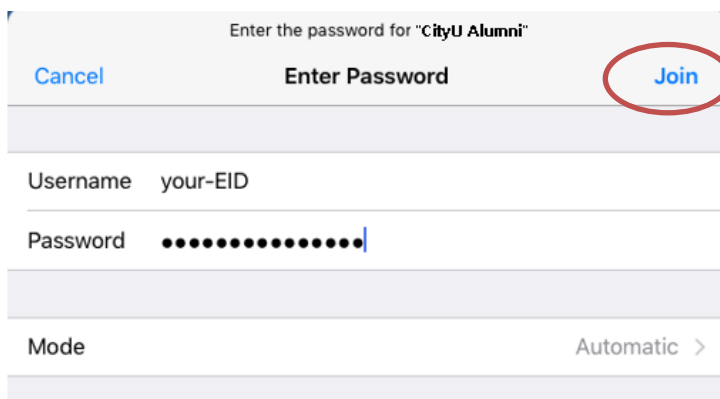 Enter the password for "CityU Alumni"
Cancel Enter Password Join
Username your-EID
Password •••••••••••••••
Mode Automatic >